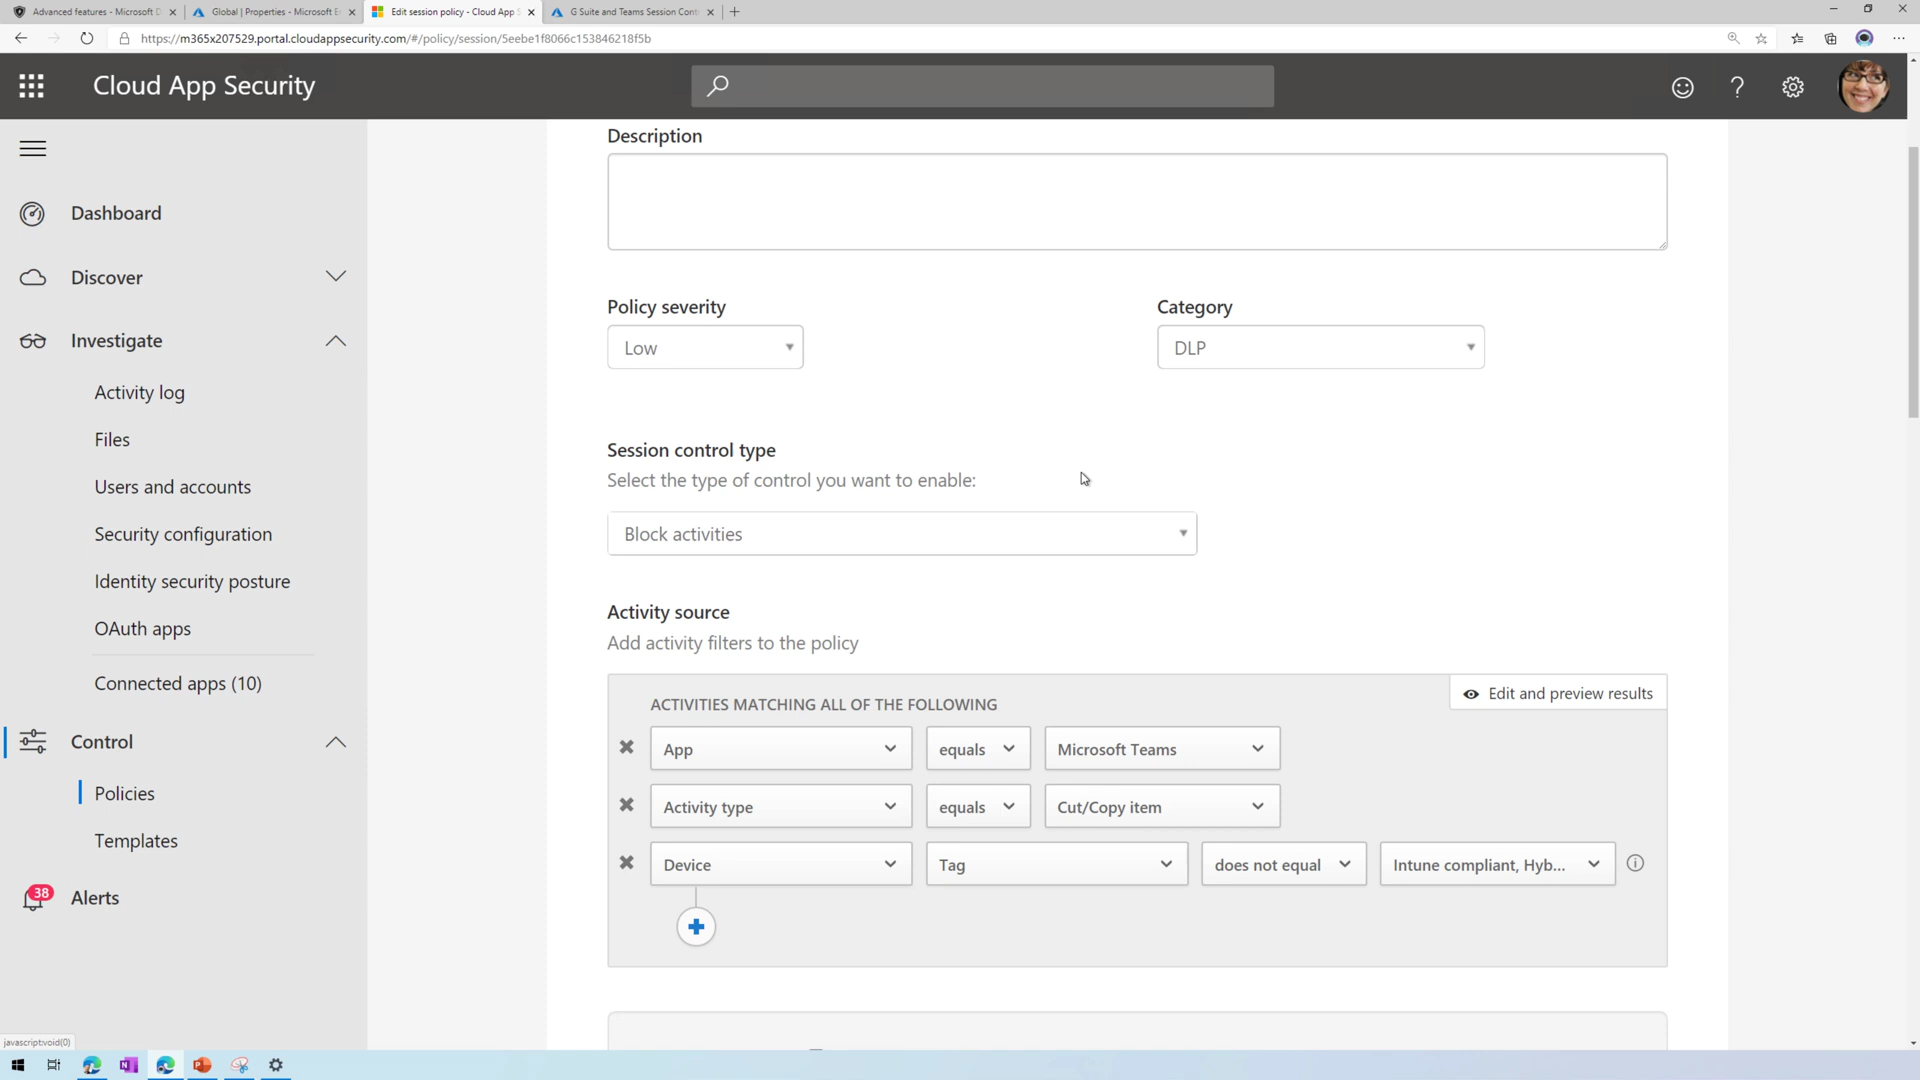 Advanced features - Microsoft D
Global | Properties - Microsoft E
Edit session policy - Cloud App S
G Suite and Teams Session Cont
https://m365x207529.portal.cloudappsecurity.com/#/policy/session/5eebe1f8066c153846218f5b
Cloud App Security
Description
Dashboard
Discover
Policy severity
Category
Investigate
Low
DLP
Activity log
Files
Session control type
Select the type of control you want to enable:
Users and accounts
Security configuration
Block activities
Identity security posture
Activity source
OAuth apps
Add activity filters to the policy
Connected apps (10)
Edit and preview results
ACTIVITIES MATCHING ALL OF THE FOLLOWING
Control
App equals Microsoft Teams
Policies
Activity type equals Cut/Copy item
Templates
Device Tag does not equal Intune compliant, Hyb...
38
Alerts
javascript:void(0)